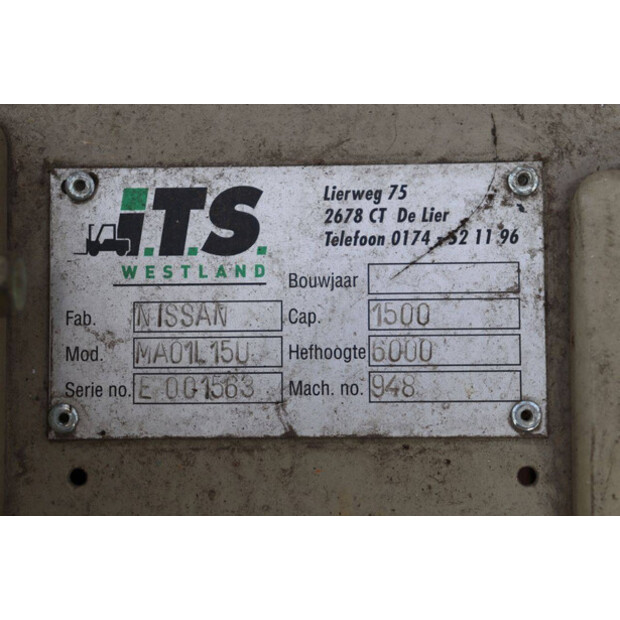 i.T.S.
WESTLAND
Lierweg 75
2678 CT De Lier
Telefoon 0174 - 52 11 96
Bouwjaar
Fab. NISSAN Cap. 1500
Mod. MA01L15U Hefhoogte 6000
Serie no. E 001563 Mach. no. 948